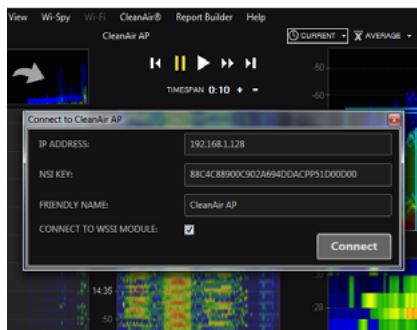 View Wi-Spy Wi-Fi CleanAir® Report Builder Help
CleanAir AP
CURRENT AVERAGE
TIMESPAN 0:10 + -
-50
-60
Connect to CleanAir AP
IP ADDRESS: 192.168.1.128
NSI KEY: 88C4C88900C902A694DDACPP51D00D00
FRIENDLY NAME: CleanAir AP
CONNECT TO WSSI MODULE:
Connect
14:35
-28
:50